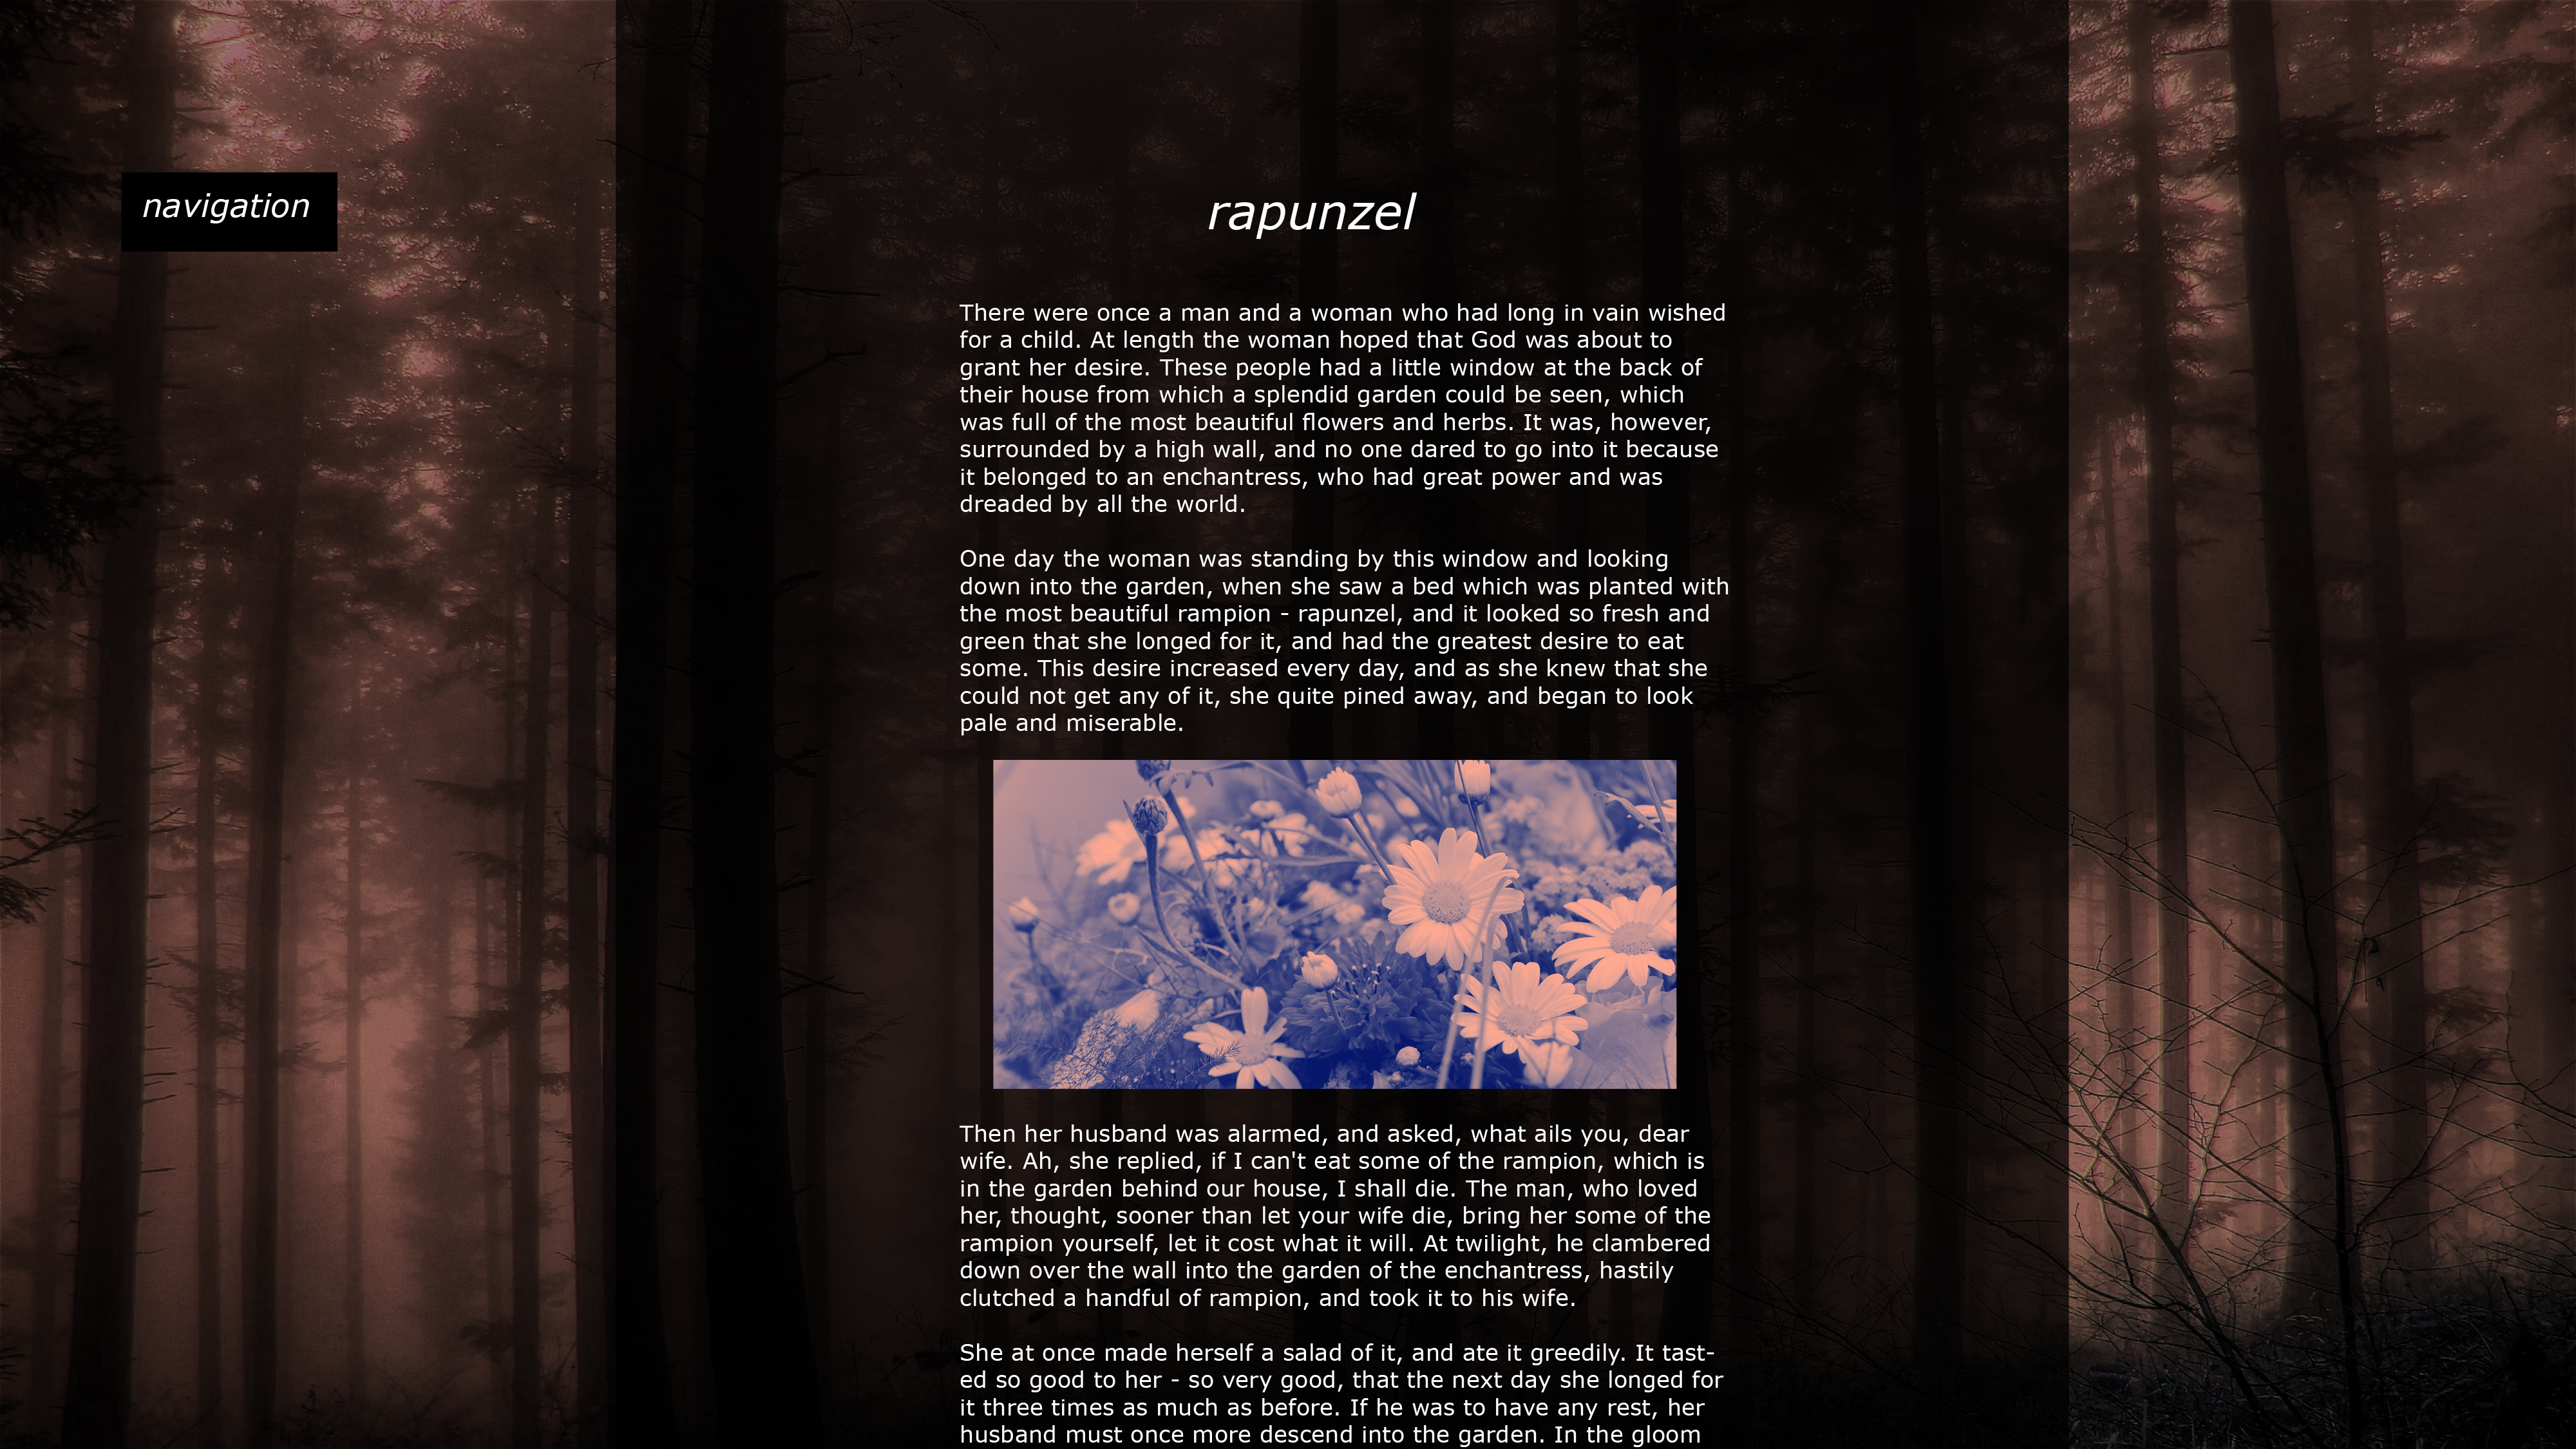 navigation
rapunzel
There were once a man and a woman who had long in vain wished
for a child. At length the woman hoped that God was about to
grant her desire. These people had a little window at the back of
their house from which a splendid garden could be seen, which
was full of the most beautiful flowers and herbs. It was, however,
surrounded by a high wall, and no one dared to go into it because
it belonged to an enchantress, who had great power and was
dreaded by all the world.
One day the woman was standing by this window and looking
down into the garden, when she saw a bed which was planted with
the most beautiful rampion - rapunzel, and it looked so fresh and
green that she longed for it, and had the greatest desire to eat
some. This desire increased every day, and as she knew that she
could not get any of it, she quite pined away, and began to look
pale and miserable.
Then her husband was alarmed, and asked, what ails you, dear
wife. Ah, she replied, if I can't eat some of the rampion, which is
in the garden behind our house, I shall die. The man, who loved
her, thought, sooner than let your wife die, bring her some of the
rampion yourself, let it cost what it will. At twilight, he clambered
down over the wall into the garden of the enchantress, hastily
clutched a handful of rampion, and took it to his wife.
She at once made herself a salad of it, and ate it greedily. It tast-
ed so good to her - so very good, that the next day she longed for
it three times as much as before. If he was to have any rest, her
husband must once more descend into the garden. In the gloom